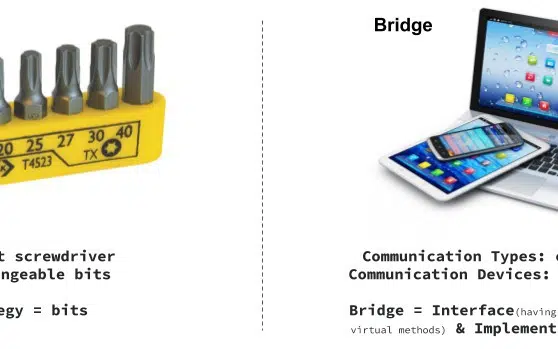 Bridge
20 25 27 30 40
T4523 TX
t screwdriver
ngeable bits
egy = bits
Communication Types:
Communication Devices:
Bridge = Interface(having
virtual methods) & Implement